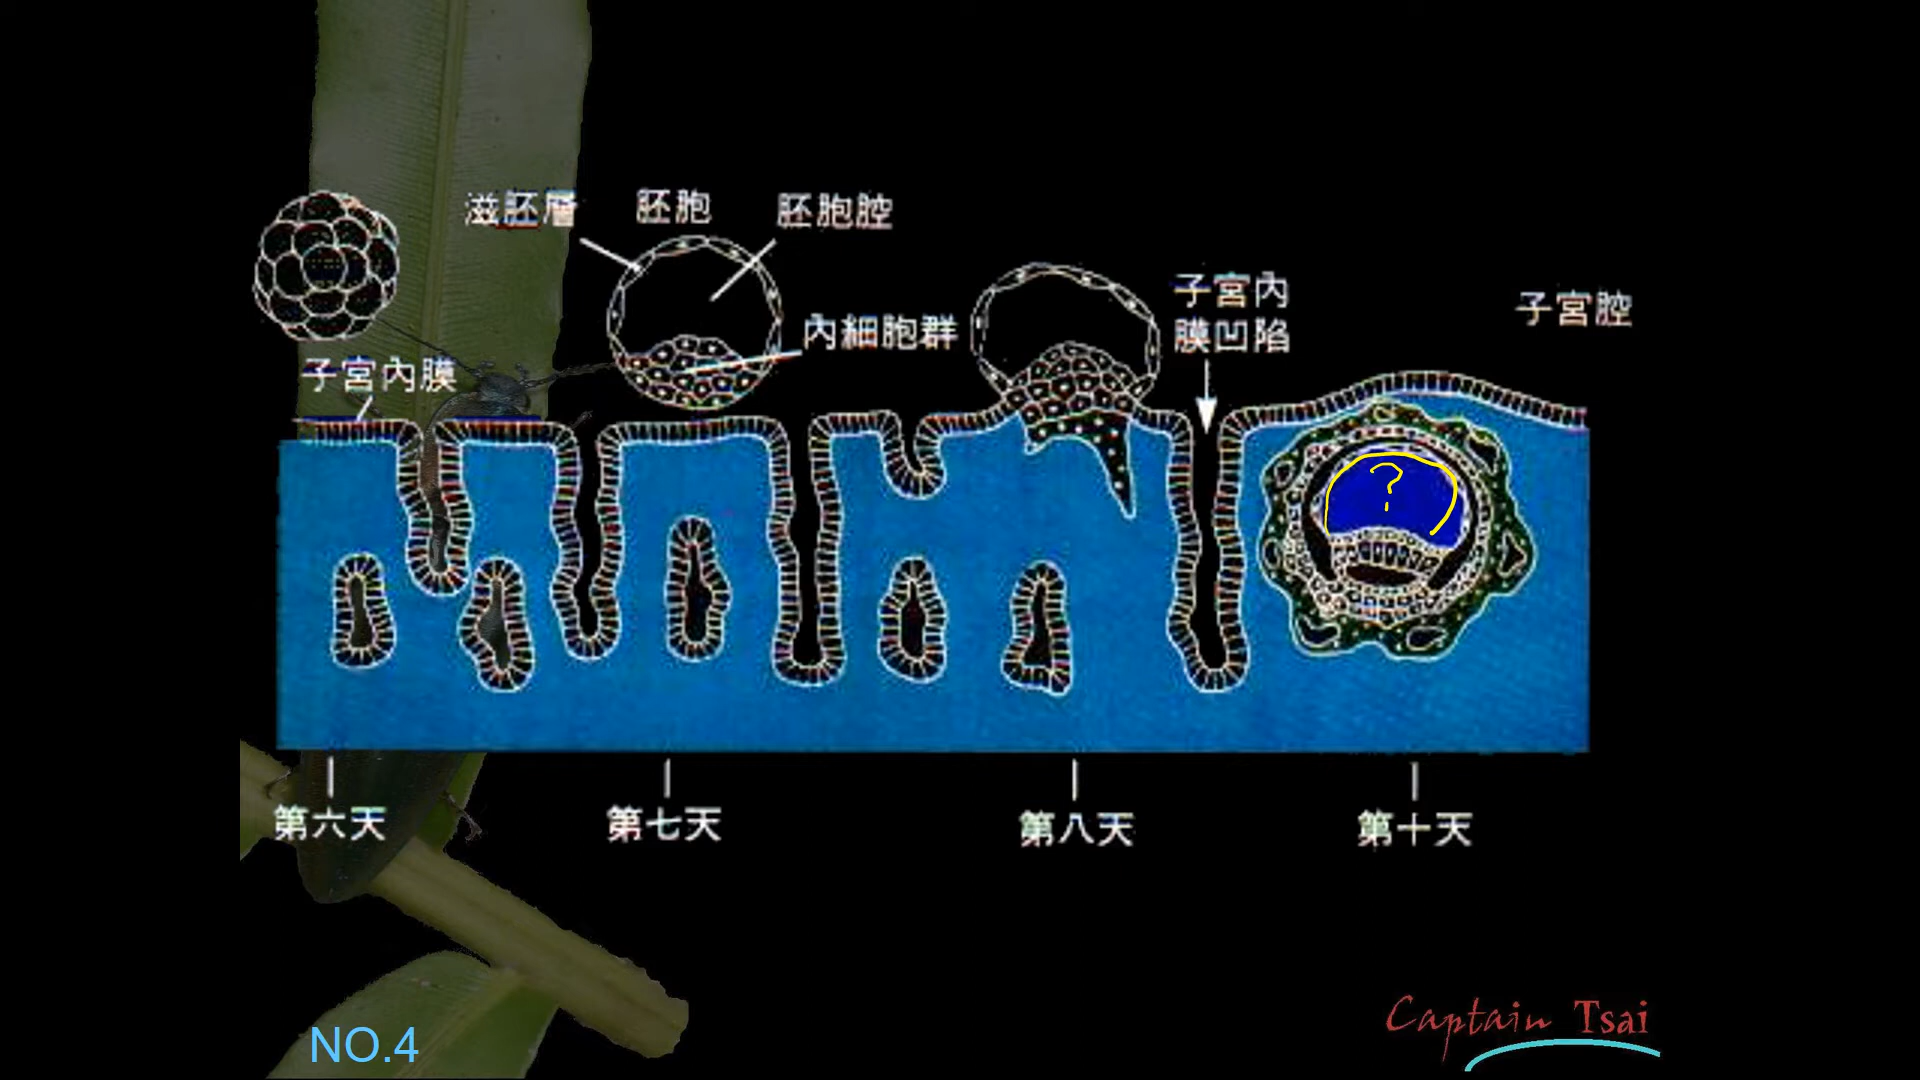 滋胚層
胚胞
胚胞腔
子宮內
膜凹陷
子宮腔
內細胞群
子宮內膜
?
第六天
第七天
第八天
第十天
NO.4
Captain Tsai